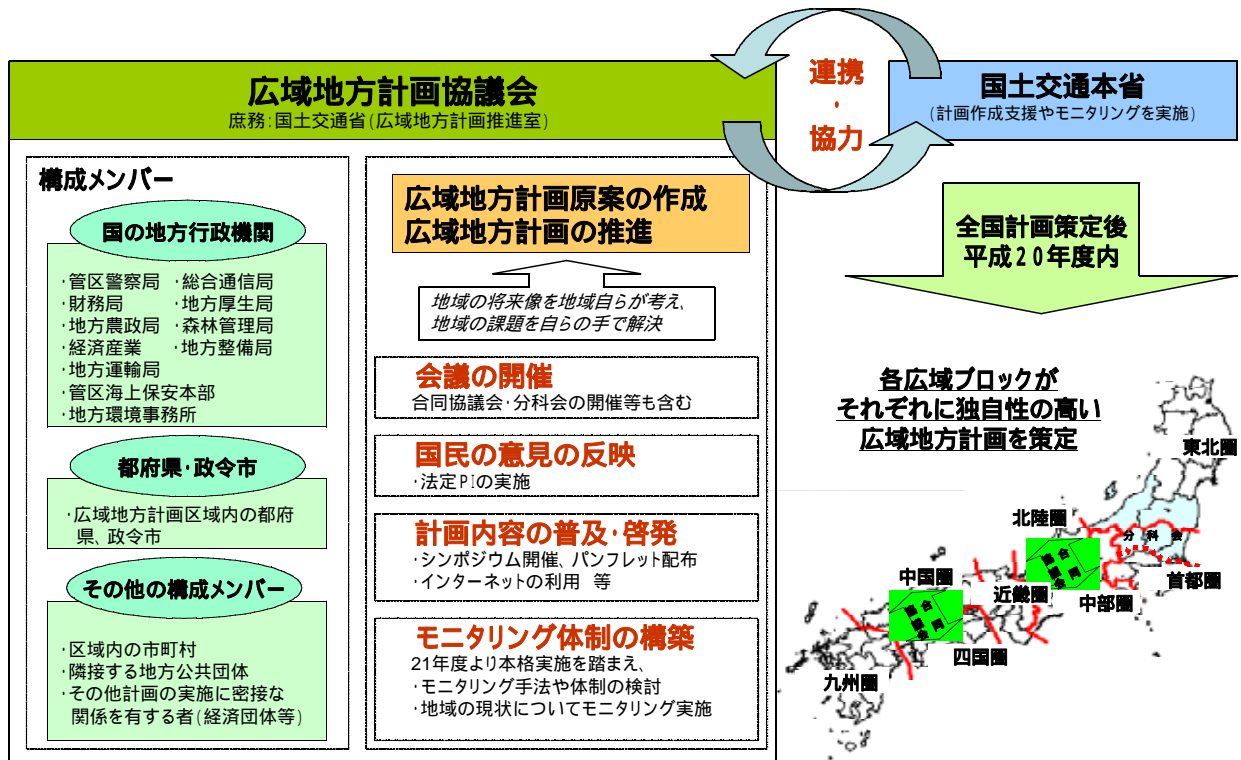 広域地方計画協議会
庶務:国土交通省(広域地方計画推進室)
連携
・
協力
国土交通本省
(計画作成支援やモニタリングを実施)
構成メンバー
国の地方行政機関
・管区警察局 ・総合通信局
・財務局 ・地方厚生局
・地方農政局 ・森林管理局
・経済産業 ・地方整備局
・地方運輸局
・管区海上保安本部
・地方環境事務所
都府県・政令市
・広域地方計画区域内の都府
県、政令市
その他の構成メンバー
・区域内の市町村
・隣接する地方公共団体
・その他計画の実施に密接な
関係を有する者(経済団体等)
広域地方計画原案の作成
広域地方計画の推進
地域の将来像を地域自らが考え、
地域の課題を自らの手で解決
会議の開催
合同協議会・分科会の開催等も含む
国民の意見の反映
・法定PIの実施
計画内容の普及・啓発
・シンポジウム開催、パンフレット配布
・インターネットの利用 等
モニタリング体制の構築
21年度より本格実施を踏まえ、
・モニタリング手法や体制の検討
・地域の現状についてモニタリング実施
全国計画策定後
平成20年度内
各広域ブロックが
それぞれに独自性の高い
広域地方計画を策定
東北圏
北陸圏
分科会
合同協議会
首都圏
中国圏
近畿圏
中部圏
合同協議会
四国圏
九州圏